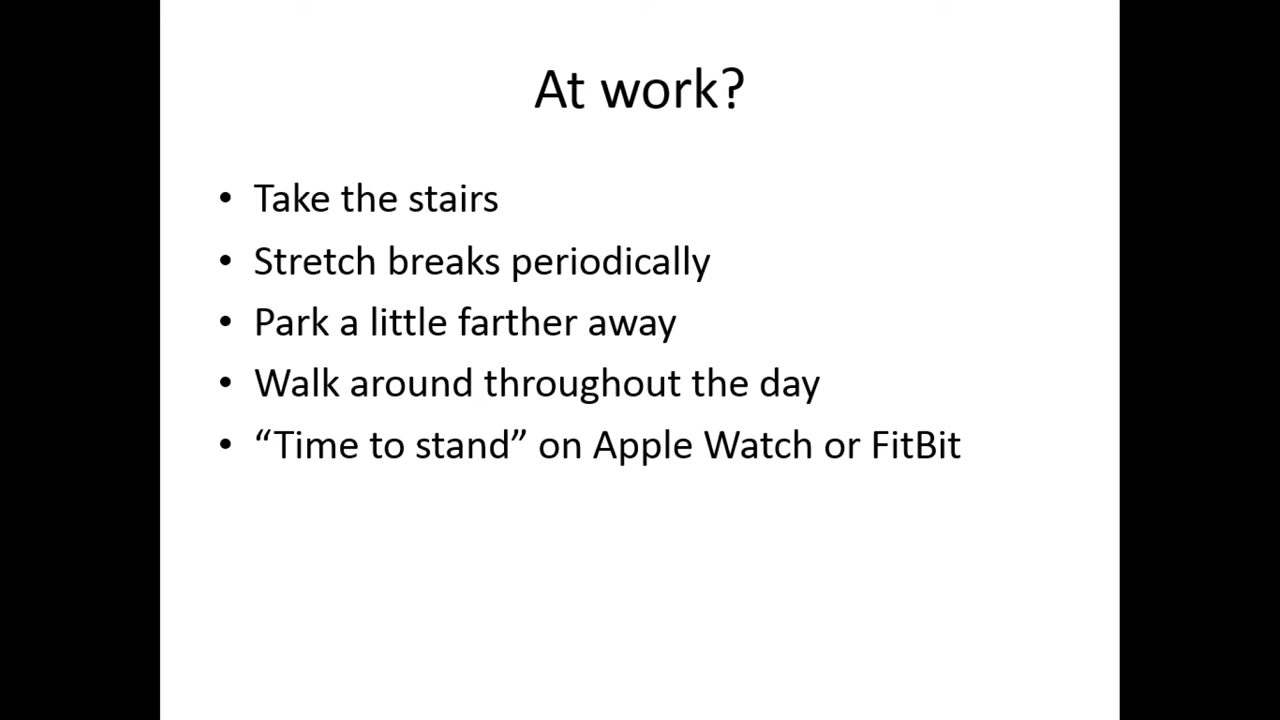 At work?
• Take the stairs
• Stretch breaks periodically
• Park a little farther away
• Walk around throughout the day
• “Time to stand” on Apple Watch or FitBit